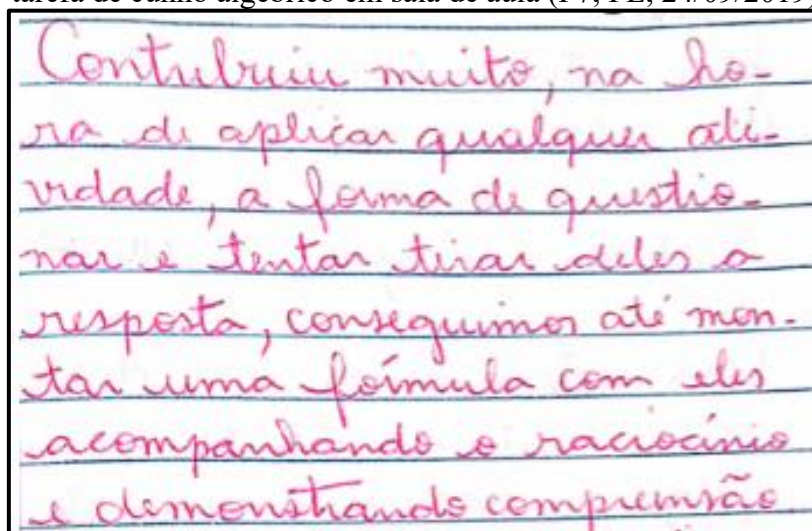 tarefa de cunho algébrico em sala de aula (P7, PE, 24/09/2019)
Contribuiu muito, na ho-
ra de aplicar qualquer ati-
vidade, a forma de questio-
nar e tentar tirar deles a
resposta, conseguimos até mon-
tar uma fórmula com eles
acompanhando o raciocínio
e demonstrando compreensão